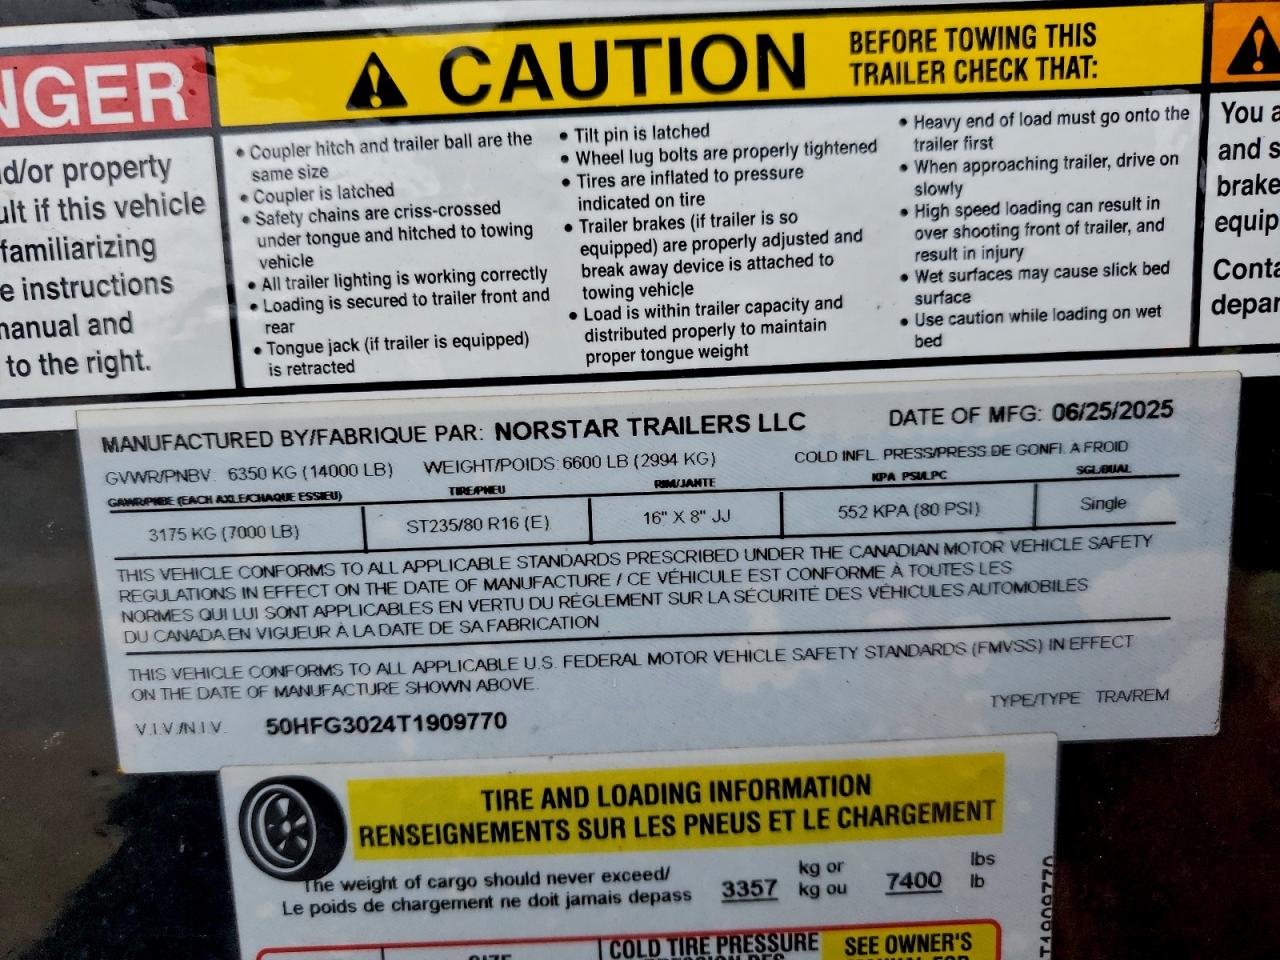 NGER
d/or property
ult if this vehicle
familiarizing
e instructions
manual and
to the right.
CAUTION
BEFORE TOWING THIS
TRAILER CHECK THAT:
• Coupler hitch and trailer ball are the
same size
• Coupler is latched
• Safety chains are criss-crossed
under tongue and hitched to towing
vehicle
• All trailer lighting is working correctly
• Loading is secured to trailer front and
rear
• Tongue jack (if trailer is equipped)
is retracted
• Tilt pin is latched
• Wheel lug bolts are properly tightened
• Tires are inflated to pressure
indicated on tire
• Trailer brakes (if trailer is so
equipped) are properly adjusted and
break away device is attached to
towing vehicle
• Load is within trailer capacity and
distributed properly to maintain
proper tongue weight
• Heavy end of load must go onto the
trailer first
• When approaching trailer, drive on
slowly
• High speed loading can result in
over shooting front of trailer, and
result in injury
• Wet surfaces may cause slick bed
surface
• Use caution while loading on wet
bed
You a
and s
brake
equip
Conta
depar
MANUFACTURED BY/FABRIQUE PAR: NORSTAR TRAILERS LLC DATE OF MFG: 06/25/2025
GVWR/PNBV: 6350 KG (14000 LB) WEIGHT/POIDS: 6600 LB (2994 KG) COLD INFL. PRESS/PRESS.DE GONFL A FROID
GAWR/PNBE (EACH AXLE/CHAQUE ESSIEU) TIRE/PNEU RIM/JANTE KPA PSI/LPC SGL/DUAL
3175 KG (7000 LB) ST235/80 R16 (E) 16" X 8" JJ 552 KPA (80 PSI) Single
THIS VEHICLE CONFORMS TO ALL APPLICABLE STANDARDS PRESCRIBED UNDER THE CANADIAN MOTOR VEHICLE SAFETY
REGULATIONS IN EFFECT ON THE DATE OF MANUFACTURE / CE VÉHICULE EST CONFORME À TOUTES LES
NORMES QUI LUI SONT APPLICABLES EN VERTU DU RÈGLEMENT SUR LA SÉCURITÉ DES VÉHICULES AUTOMOBILES
DU CANADA EN VIGUEUR À LA DATE DE SA FABRICATION
THIS VEHICLE CONFORMS TO ALL APPLICABLE U.S. FEDERAL MOTOR VEHICLE SAFETY STANDARDS (FMVSS) IN EFFECT
ON THE DATE OF MANUFACTURE SHOWN ABOVE.
V.I.V./N.I.V. 50HFG3024T1909770 TYPE/TYPE TRA/REM
TIRE AND LOADING INFORMATION
RENSEIGNEMENTS SUR LES PNEUS ET LE CHARGEMENT
The weight of cargo should never exceed/ kg or lbs
Le poids de chargement ne doit jamais depass 3357 kg ou 7400 lb
T1909770
SIZE
COLD TIRE PRESSURE
SEE OWNER'S
MANUAL FOR